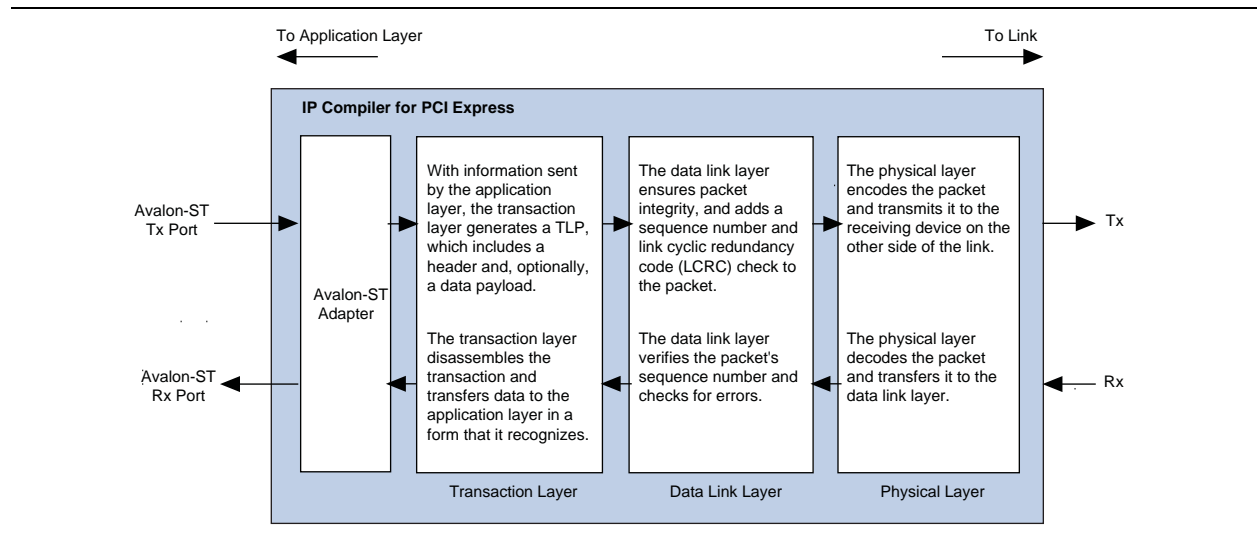 To Application Layer
To Link
IP Compiler for PCI Express
Avalon-ST
Tx Port
Avalon-ST
Rx Port
Avalon-ST
Adapter
With information sent
by the application
layer, the transaction
layer generates a TLP,
which includes a
header and, optionally,
a data payload.
The transaction layer
disassembles the
transaction and
transfers data to the
application layer in a
form that it recognizes.
The data link layer
ensures packet
integrity, and adds a
sequence number and
link cyclic redundancy
code (LCRC) check to
the packet.
The data link layer
verifies the packet's
sequence number and
checks for errors.
The physical layer
encodes the packet
and transmits it to the
receiving device on the
other side of the link.
The physical layer
decodes the packet
and transfers it to the
data link layer.
Tx
Rx
Transaction Layer
Data Link Layer
Physical Layer